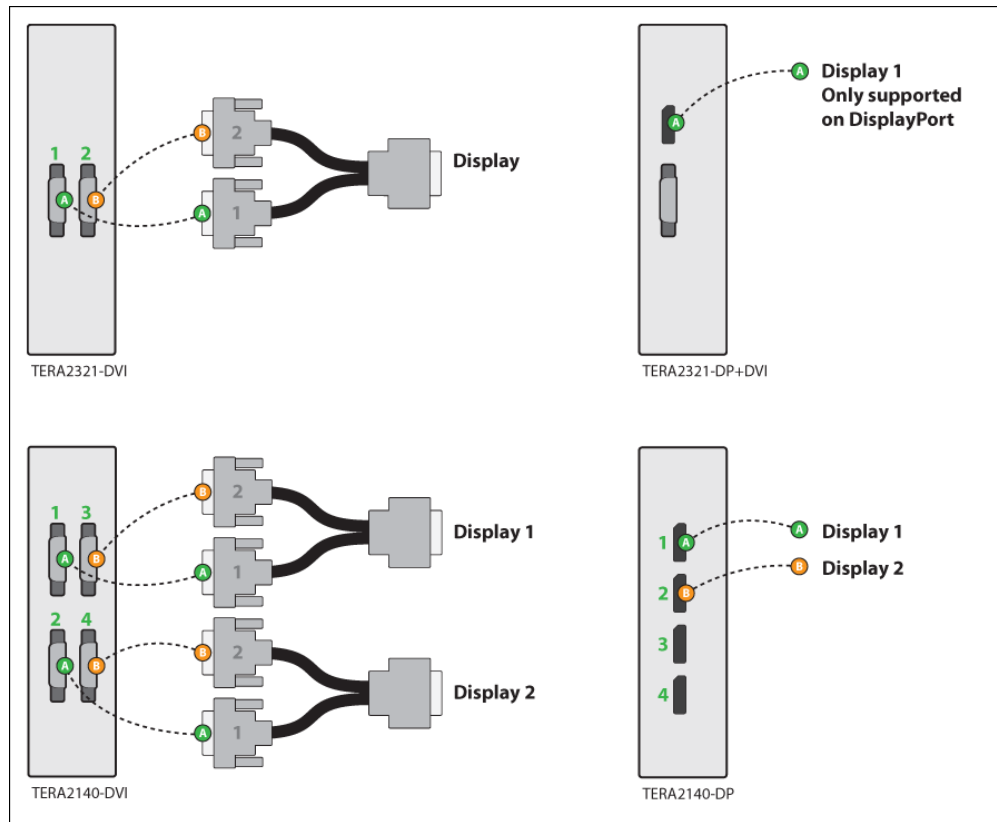 1 2
A B
B 2
A 1
Display
TERA2321-DVI
A
A Display 1
Only supported
on DisplayPort
TERA2321-DP+DVI
1 3
A B
2 4
A B
B 2
A 1
Display 1
B 2
A 1
Display 2
TERA2140-DVI
1 A
2 B
3
4
A Display 1
B Display 2
TERA2140-DP